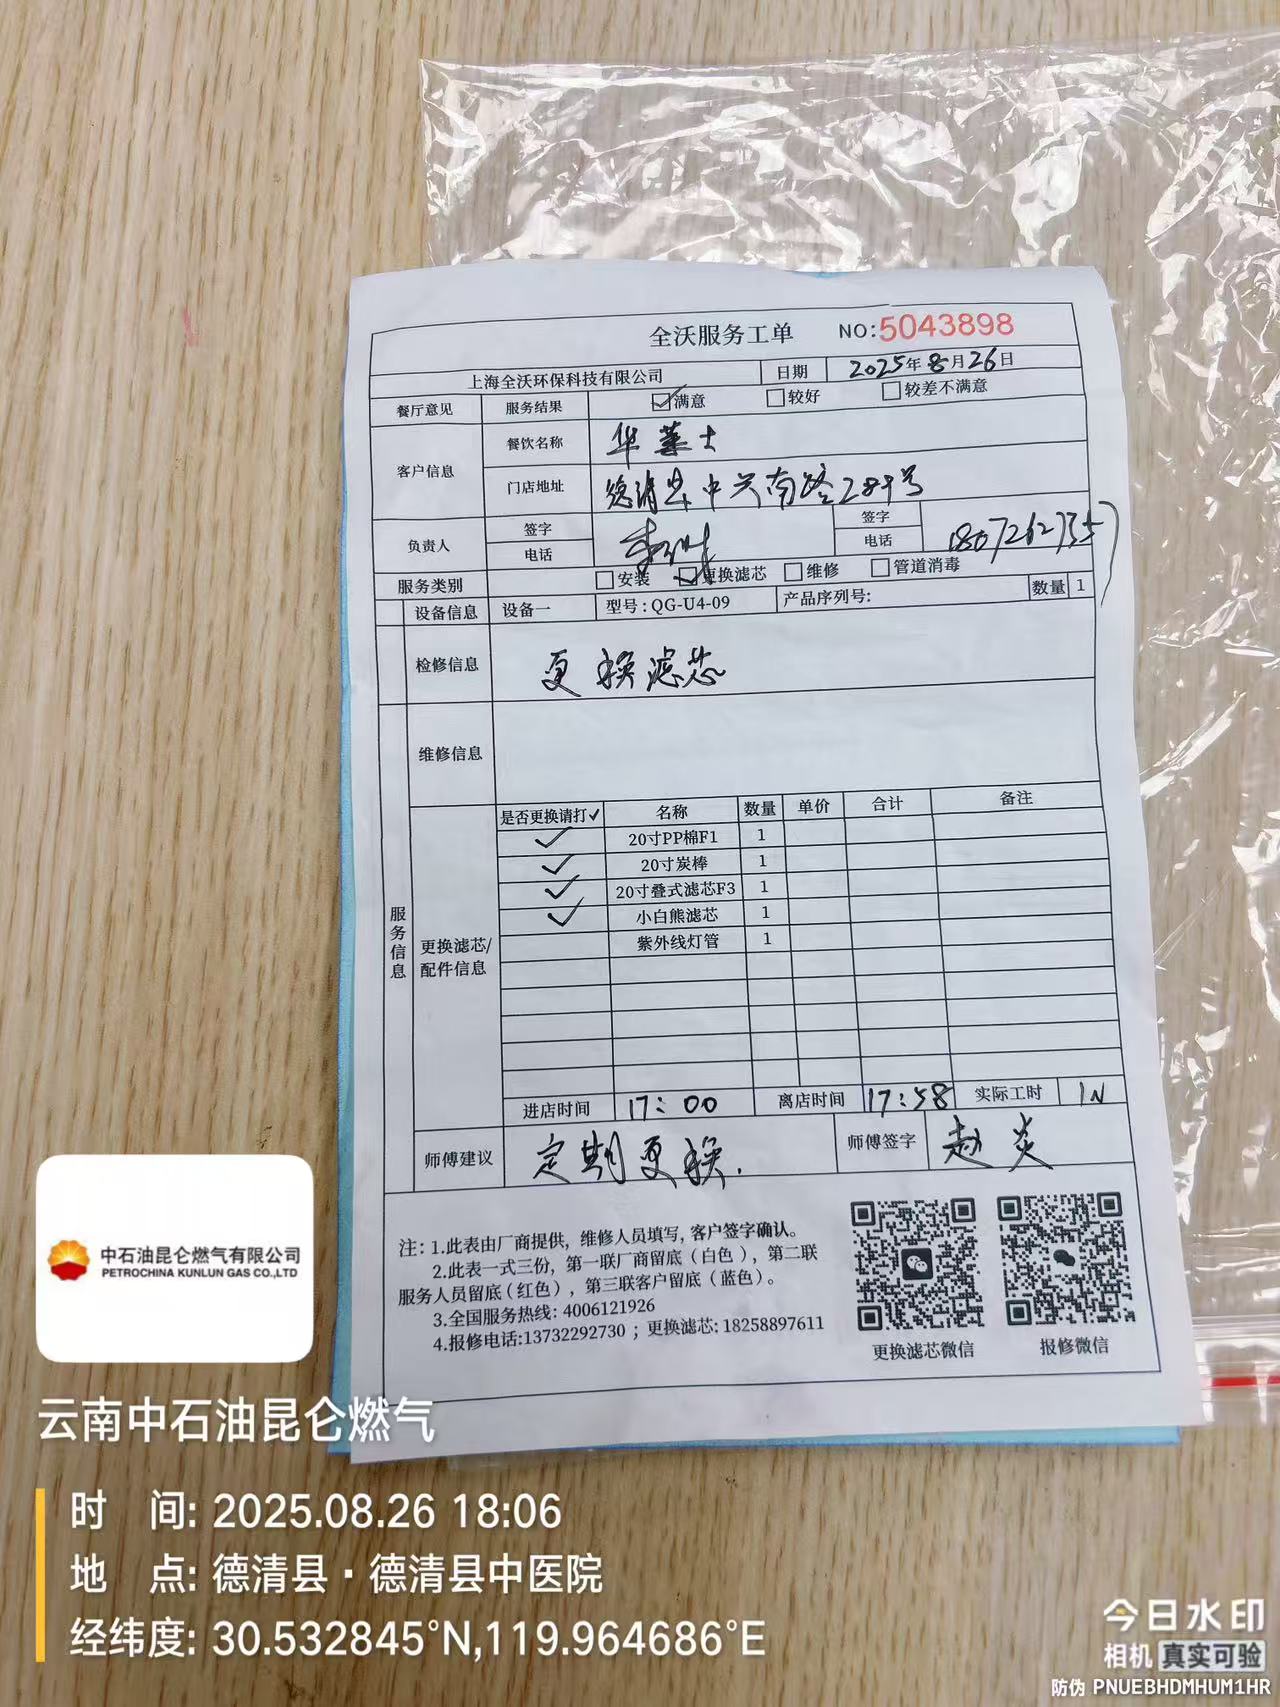 全沃服务工单 NO:5043898
上海全沃环保科技有限公司 日期 2025年8月26日
餐厅意见 服务结果 满意 较好 较差不满意
客户信息 餐饮名称 华莱士
门店地址 德清县中兴南路289号
负责人 签字 签字
电话 电话 18072627357
服务类别 安装 更换滤芯 维修 管道消毒
设备信息 设备一 型号:QG-U4-09 产品序列号: 数量 1
检修信息 更换滤芯
维修信息
服务信息
更换滤芯/
配件信息
是否更换请打✓ 名称 数量 单价 合计 备注
✓ 20寸PP棉F1 1
✓ 20寸炭棒 1
✓ 20寸叠式滤芯F3 1
✓ 小白熊滤芯 1
紫外线灯管 1
进店时间 17:00 离店时间 17:58 实际工时 1N
师傅建议 定期更换. 师傅签字 赵炎
注:1.此表由厂商提供,维修人员填写,客户签字确认。
2.此表一式三份,第一联厂商留底(白色),第二联
服务人员留底(红色),第三联客户留底(蓝色)。
3.全国服务热线:4006121926
4.报修电话:13732292730;更换滤芯:18258897611
更换滤芯微信 报修微信
中石油昆仑燃气有限公司
PETROCHINA KUNLUN GAS CO.,LTD
云南中石油昆仑燃气
时 间: 2025.08.26 18:06
地 点: 德清县·德清县中医院
经纬度: 30.532845°N,119.964686°E
今日水印
相机 真实可验
防伪 PNUEBHDMHUM1HR